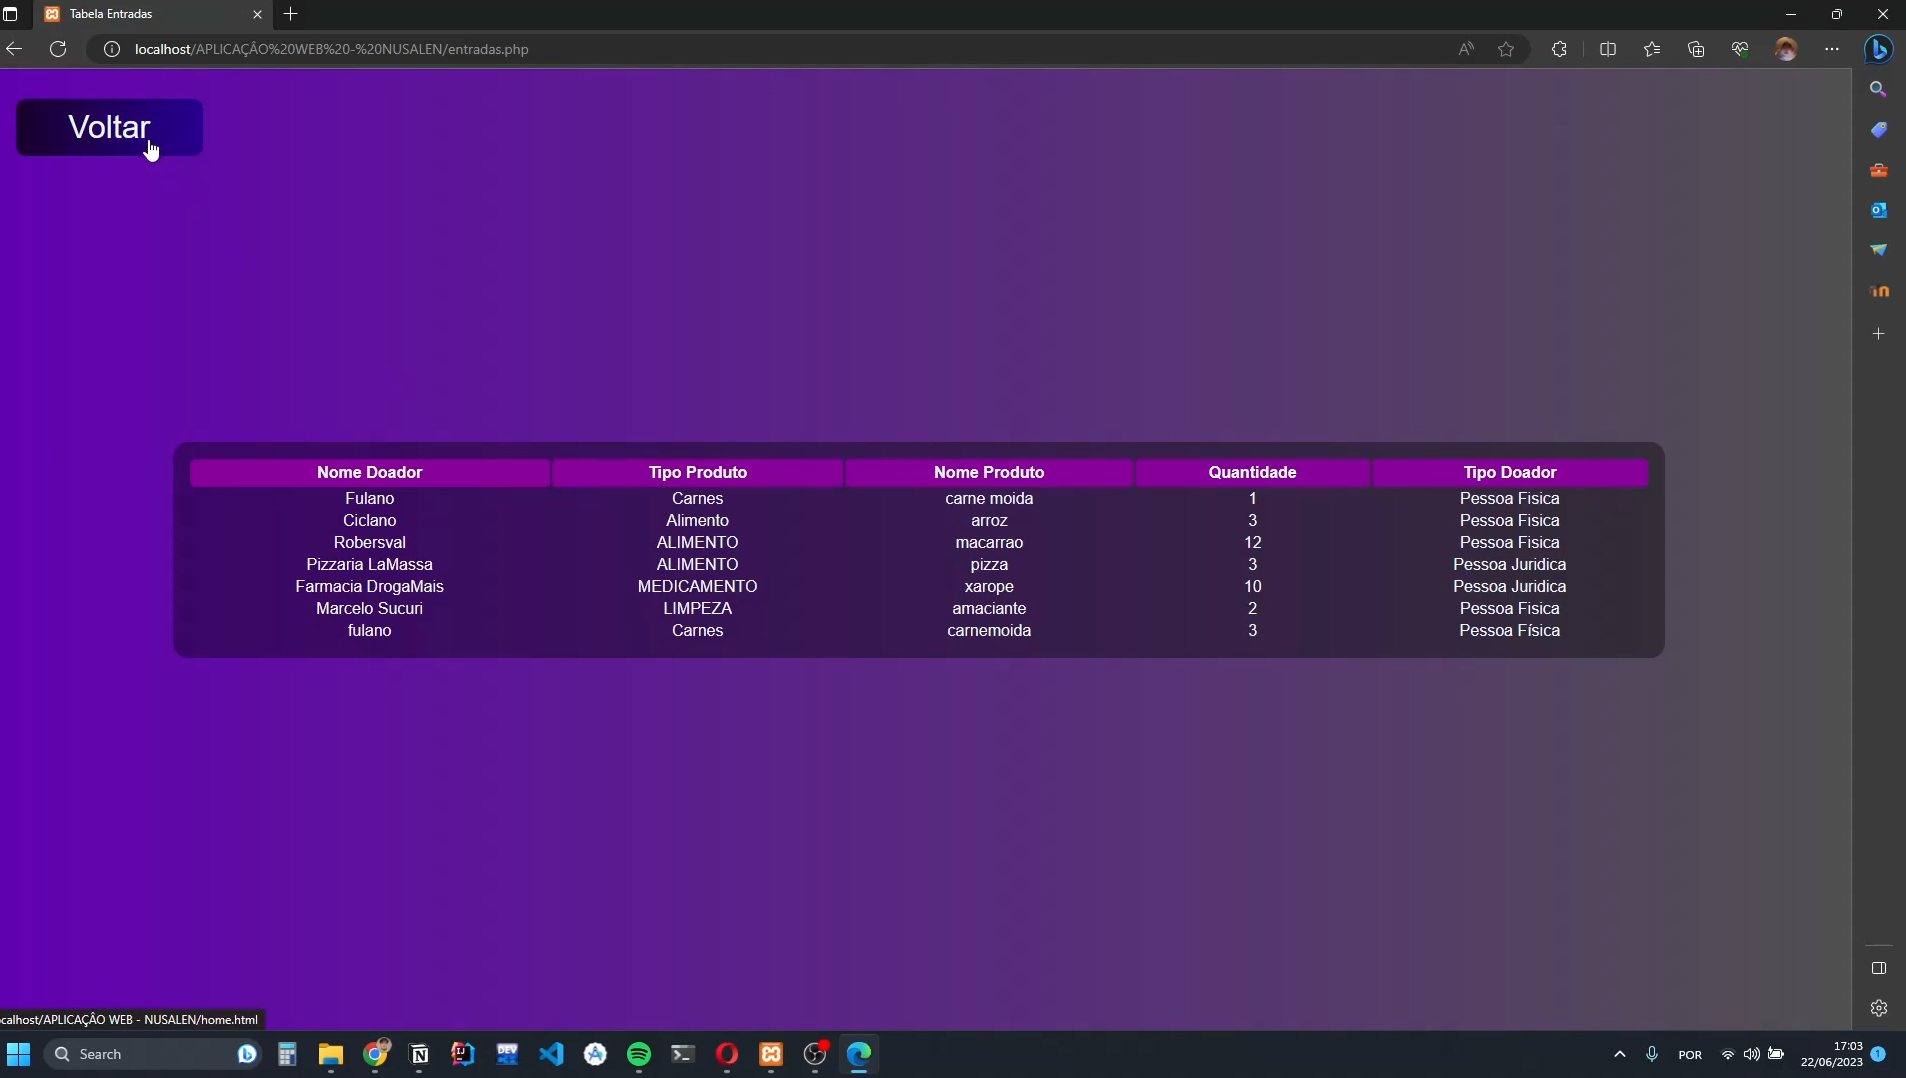 Tabela Entradas
localhost/APLICAÇÂO%20WEB%20-%20NUSALEN/entradas.php
Voltar
Nome Doador Tipo Produto Nome Produto Quantidade Tipo Doador
Fulano Carnes carne moida 1 Pessoa Fisica
Ciclano Alimento arroz 3 Pessoa Fisica
Robersval ALIMENTO macarrao 12 Pessoa Fisica
Pizzaria LaMassa ALIMENTO pizza 3 Pessoa Juridica
Farmacia DrogaMais MEDICAMENTO xarope 10 Pessoa Juridica
Marcelo Sucuri LIMPEZA amaciante 2 Pessoa Fisica
fulano Carnes carnemoida 3 Pessoa Física
calhost/APLICAÇÂO WEB - NUSALEN/home.html
Search
DEV
POR
17:03
22/06/2023
1